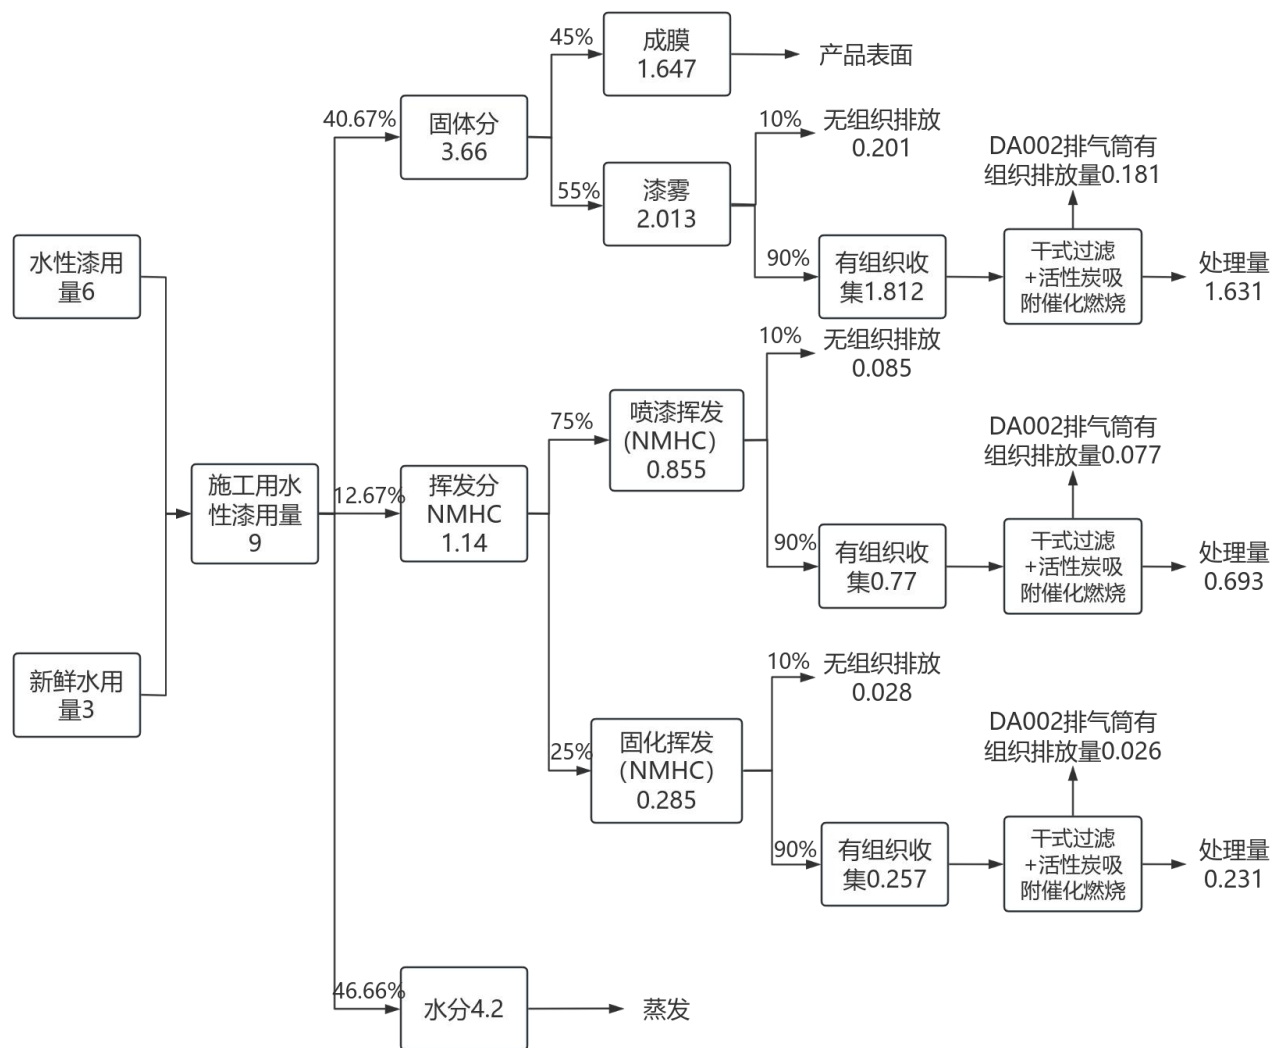 45%
成膜
1.647
产品表面
40.67%
固体分
3.66
10%
无组织排放
0.201
55%
漆雾
2.013
DA002排气筒有
组织排放量0.181
水性漆用
量6
90%
有组织收
集1.812
干式过滤
+活性炭吸
附催化燃烧
处理量
1.631
10%
无组织排放
0.085
75%
喷漆挥发
(NMHC）
0.855
DA002排气筒有
组织排放量0.077
施工用水
性漆用量
9
12.67%
挥发分
NMHC
1.14
90%
有组织收
集0.77
干式过滤
+活性炭吸
附催化燃烧
处理量
0.693
新鲜水用
量3
10%
无组织排放
0.028
25%
固化挥发
（NMHC）
0.285
DA002排气筒有
组织排放量0.026
90%
有组织收
集0.257
干式过滤
+活性炭吸
附催化燃烧
处理量
0.231
46.66%
水分4.2
蒸发